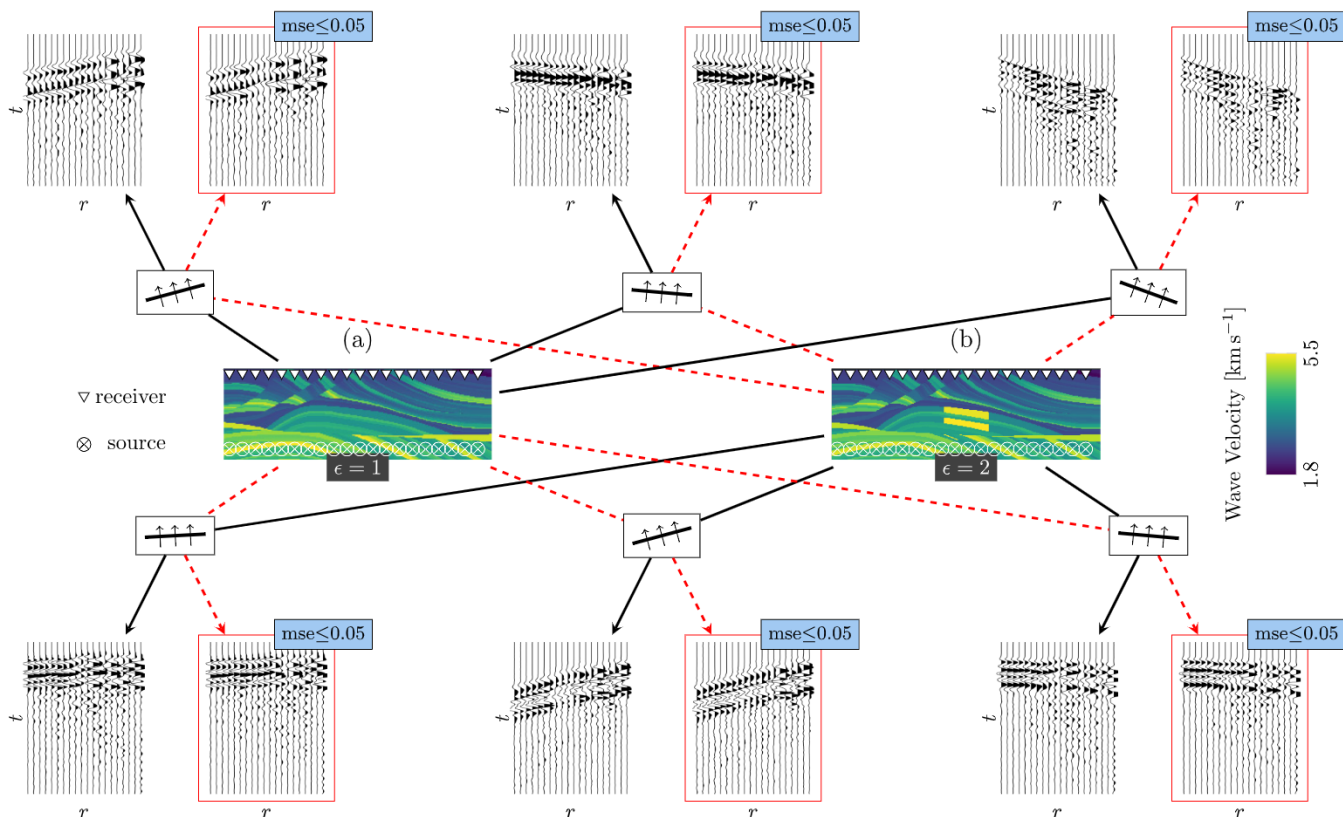 mse≤0.05
mse≤0.05
mse≤0.05
t
t
t
r
r
r
r
r
r
(a)
(b)
▽ receiver
⊗ source
ϵ = 1
ϵ = 2
Wave Velocity [km s⁻¹]
5.5
1.8
mse≤0.05
mse≤0.05
mse≤0.05
t
t
t
r
r
r
r
r
r